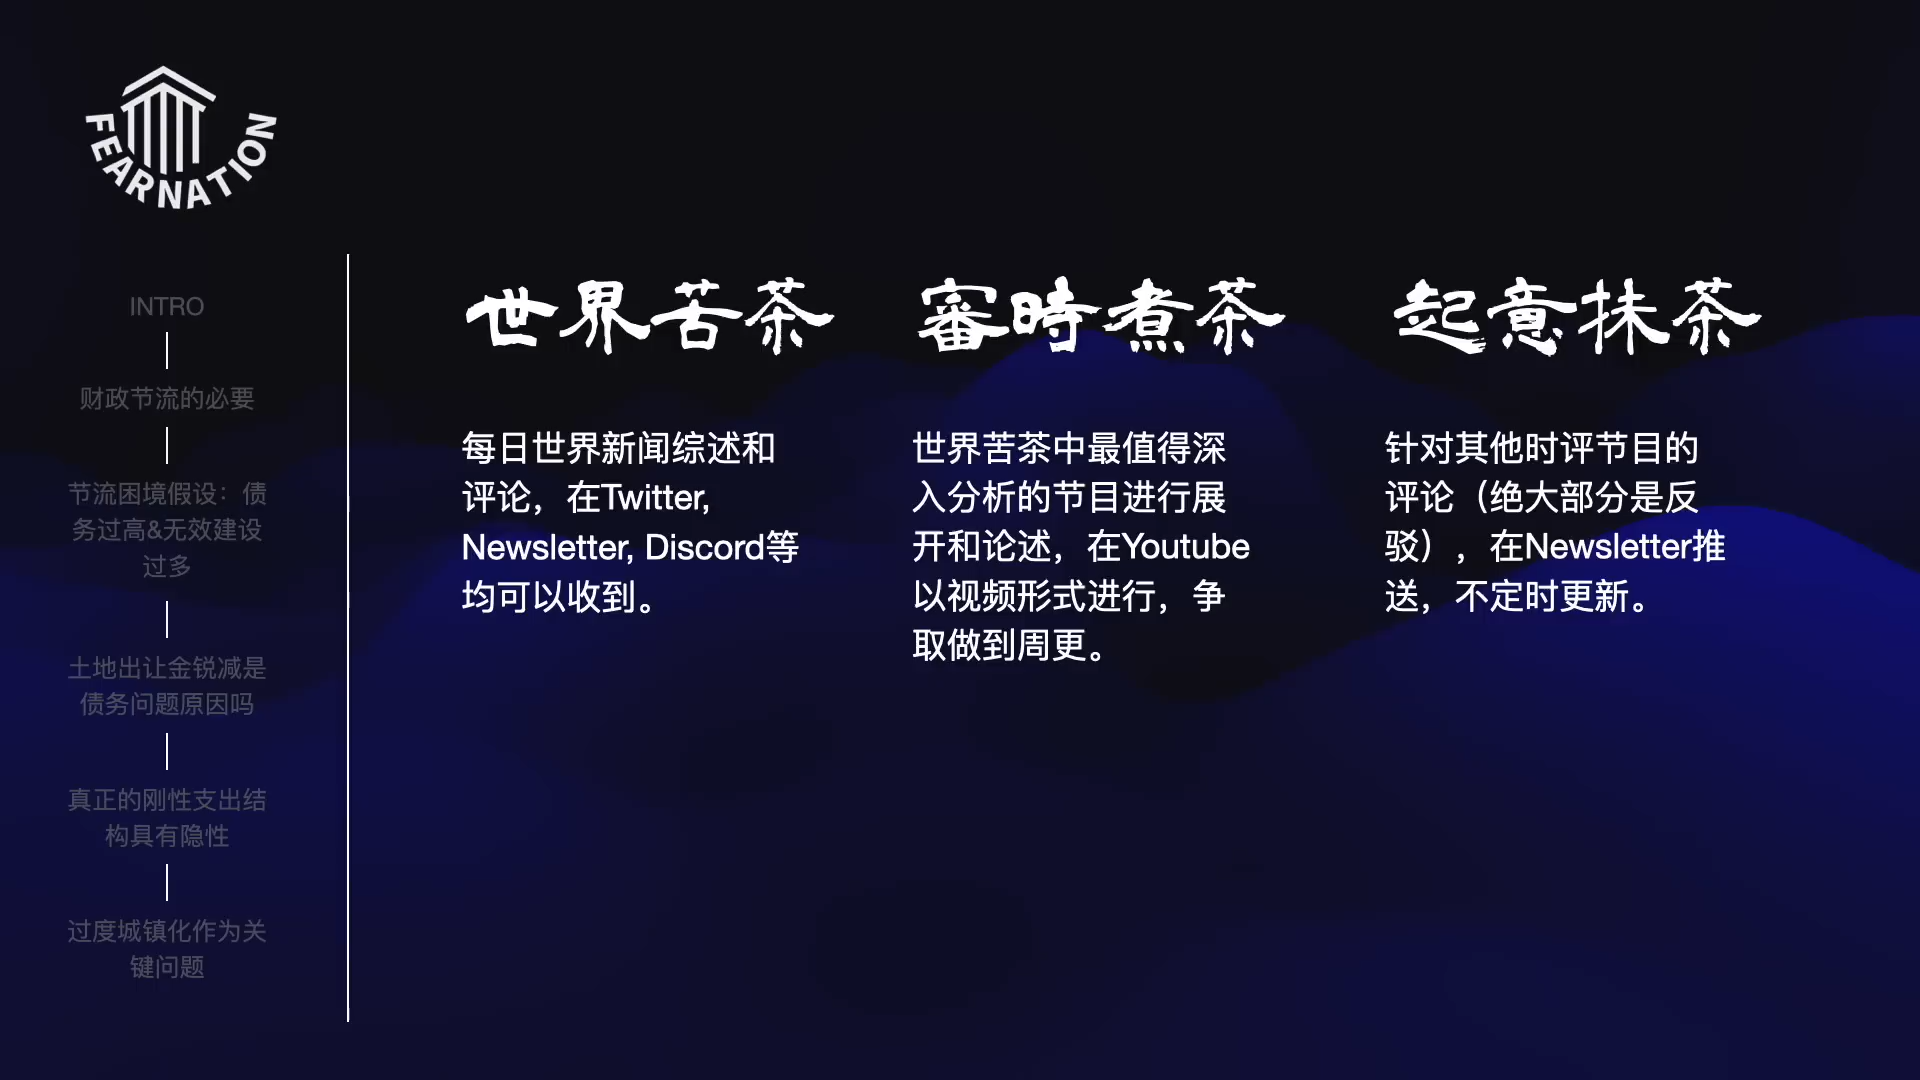 FEARNATION
INTRO
财政节流的必要
节流困境假设：债
务过高&无效建设
过多
土地出让金锐减是
债务问题原因吗
真正的刚性支出结
构具有隐性
过度城镇化作为关
键问题
世界苦茶
每日世界新闻综述和
评论，在Twitter,
Newsletter, Discord等
均可以收到。
審時煮茶
世界苦茶中最值得深
入分析的节目进行展
开和论述，在Youtube
以视频形式进行，争
取做到周更。
起意抹茶
针对其他时评节目的
评论（绝大部分是反
驳），在Newsletter推
送，不定时更新。